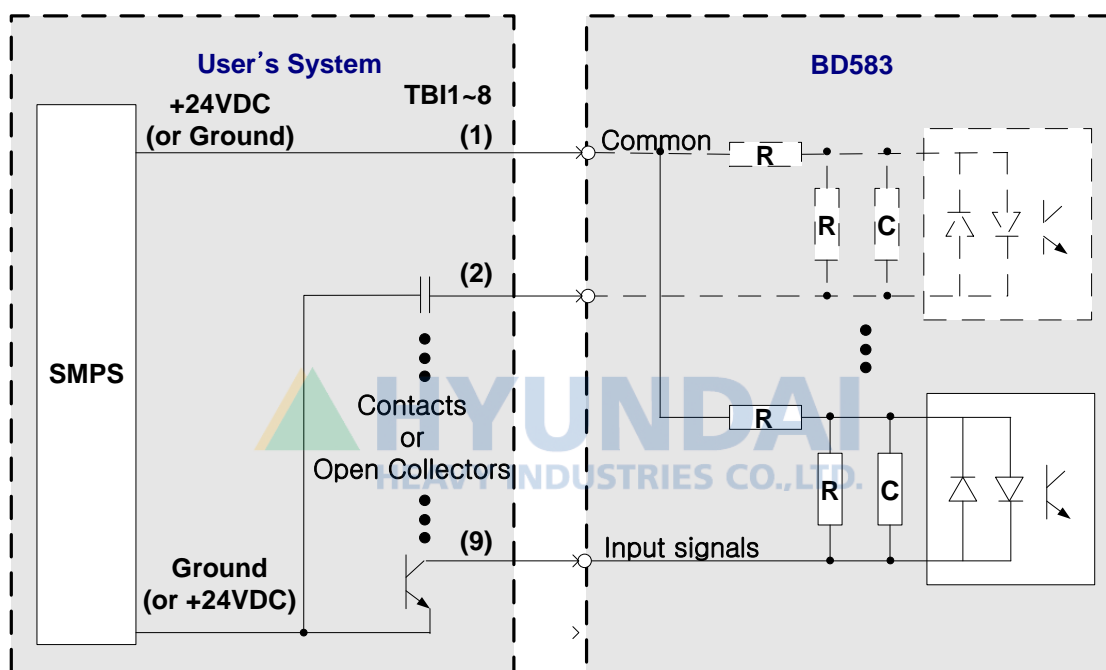 User's System
BD583
+24VDC
(or Ground)
TBI1~8
(1)
Common
R
R
C
(2)
SMPS
HYUNDAI
HEAVY INDUSTRIES CO.,LTD.
Contacts
or
Open Collectors
R
R
C
(9)
Input signals
Ground
(or +24VDC)